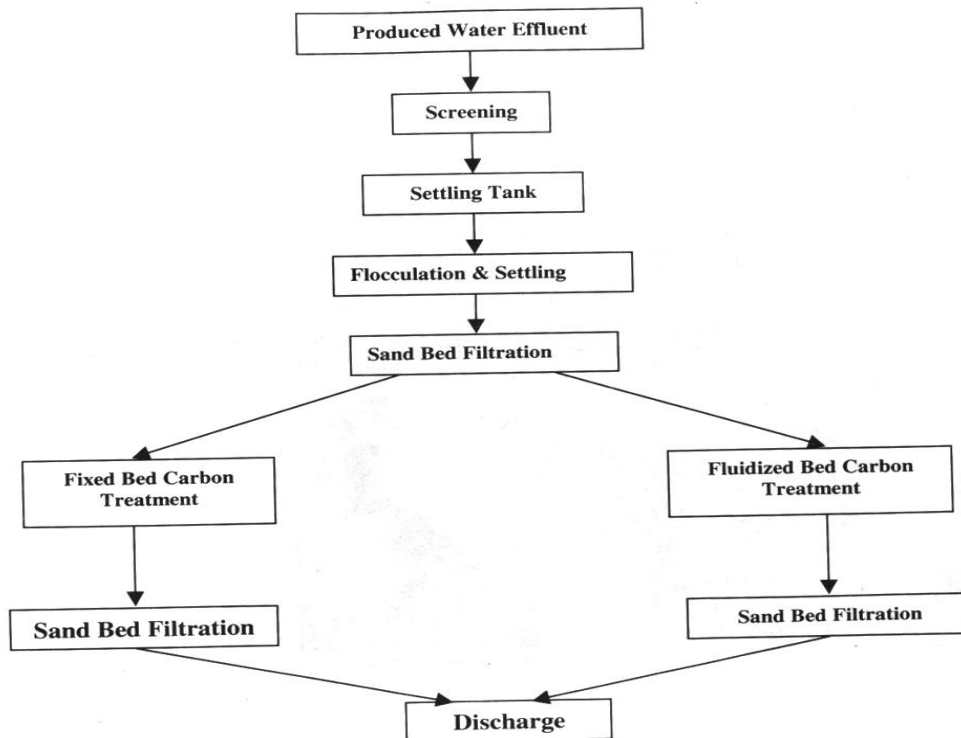 Produced Water Effluent
Screening
Settling Tank
Flocculation & Settling
Sand Bed Filtration
Fixed Bed Carbon
Treatment
Fluidized Bed Carbon
Treatment
Sand Bed Filtration
Sand Bed Filtration
Discharge